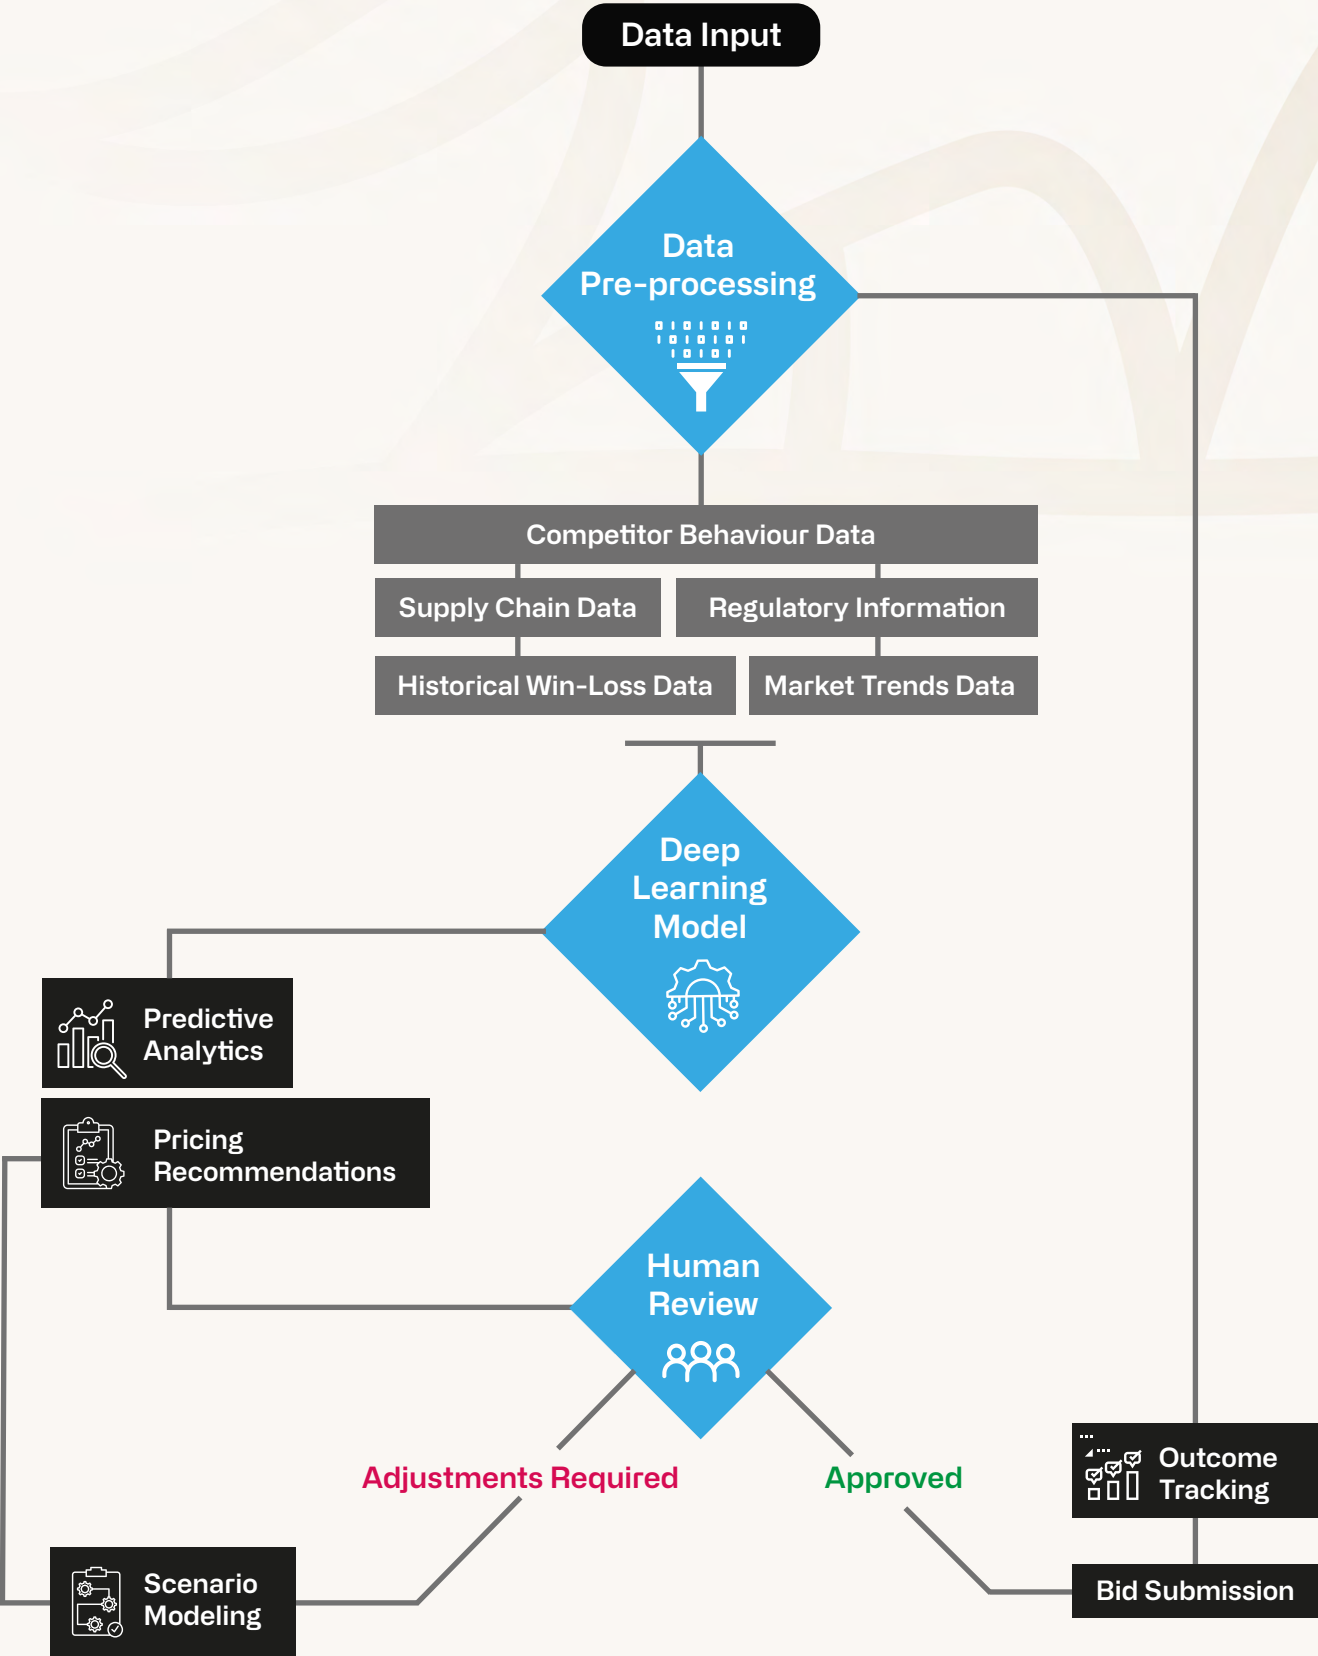 Data Input
Data
Pre-processing
Competitor Behaviour Data
Supply Chain Data
Regulatory Information
Historical Win-Loss Data
Market Trends Data
Deep
Learning
Model
Predictive
Analytics
Pricing
Recommendations
Human
Review
Adjustments Required
Approved
Outcome
Tracking
Scenario
Modeling
Bid Submission